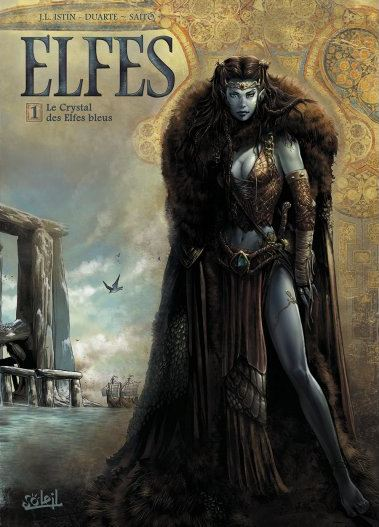 J.L. ISTIN - DUARTE - SAITO
ELFES
1 Le Crystal
des Elfes bleus
Soleil